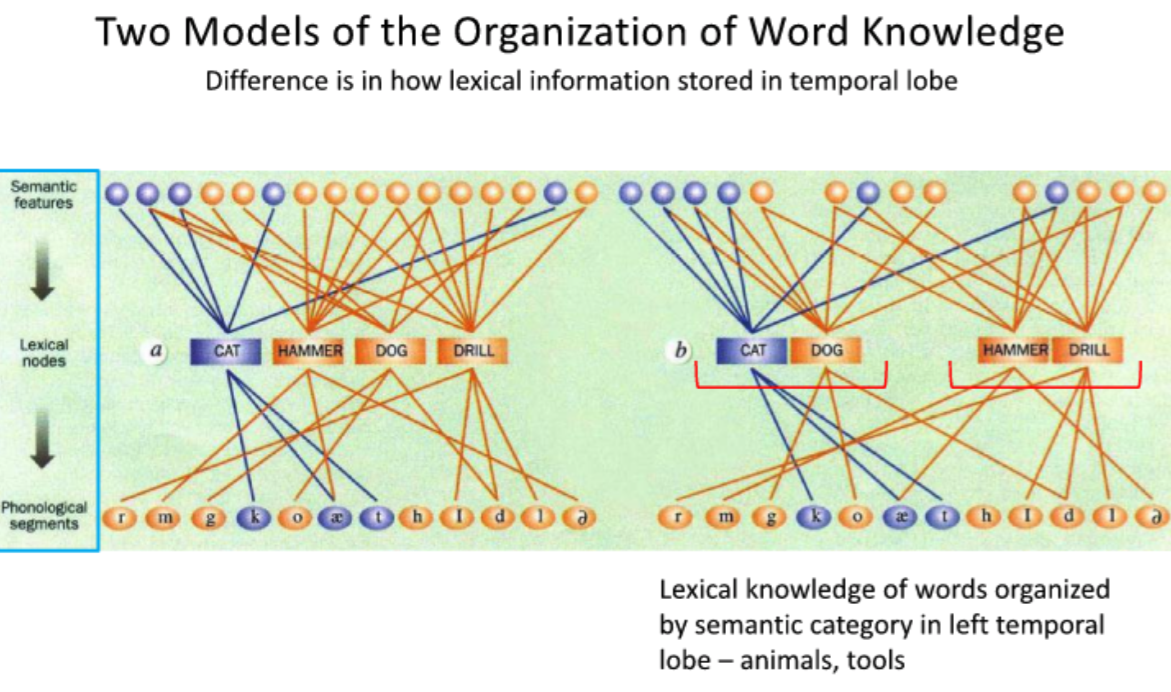 Two Models of the Organization of Word Knowledge
Difference is in how lexical information stored in temporal lobe
Semantic
features
Lexical
nodes
Phonological
segments
a
CAT
HAMMER
DOG
DRILL
r m g k o æ t h I d l ə
b
CAT
DOG
HAMMER
DRILL
r m g k o æ t h I d l ə
Lexical knowledge of words organized
by semantic category in left temporal
lobe – animals, tools